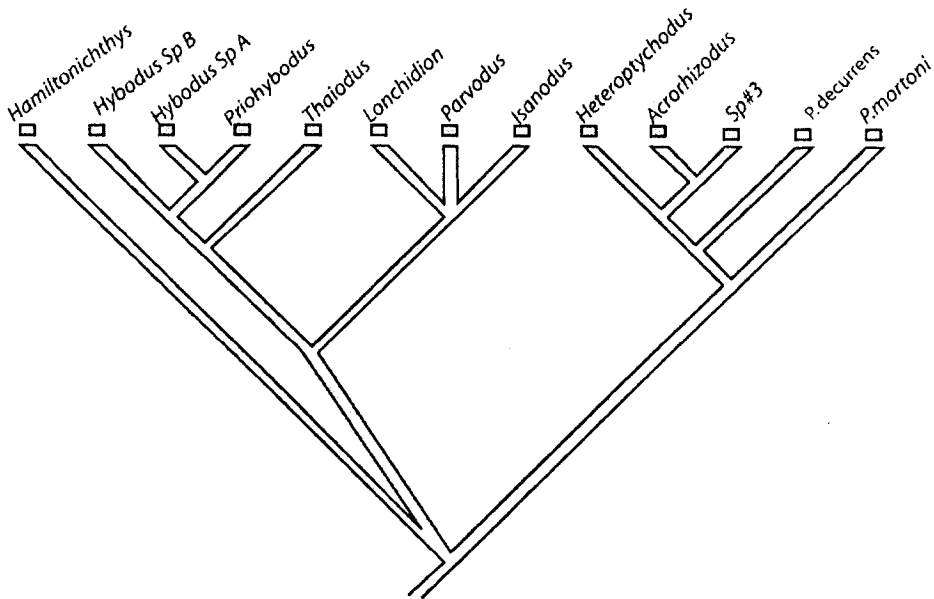 Hamiltonichthys
Hybodus Sp B
Hybodus Sp A
Priohybodus
Thaiodus
Lonchidion
Parvodus
Isanodus
Heteroptychodus
Acrorhizodus
Sp#3
P.decurrens
P.mortoni